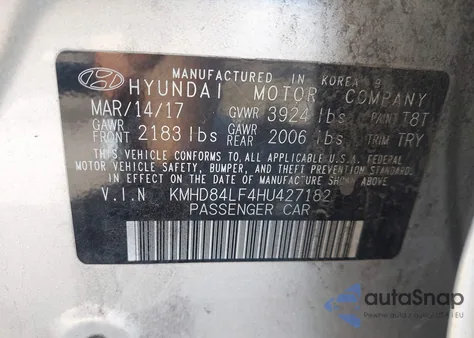 MANUFACTURED IN KOREA
HYUNDAI MOTOR COMPANY
MAR/14/17 GVWR 3924 lbs PAINT T8T
GAWR FRONT 2183 lbs GAWR REAR 2006 lbs TRIM TRY
THIS VEHICLE CONFORMS TO ALL APPLICABLE U.S.A. FEDERAL
MOTOR VEHICLE SAFETY, BUMPER, AND THEFT PREVENTION STANDARDS
IN EFFECT ON THE DATE OF MANUFACTURE SHOWN ABOVE.
V.I.N KMHD84LF4HU427182
PASSENGER CAR
autoSnap